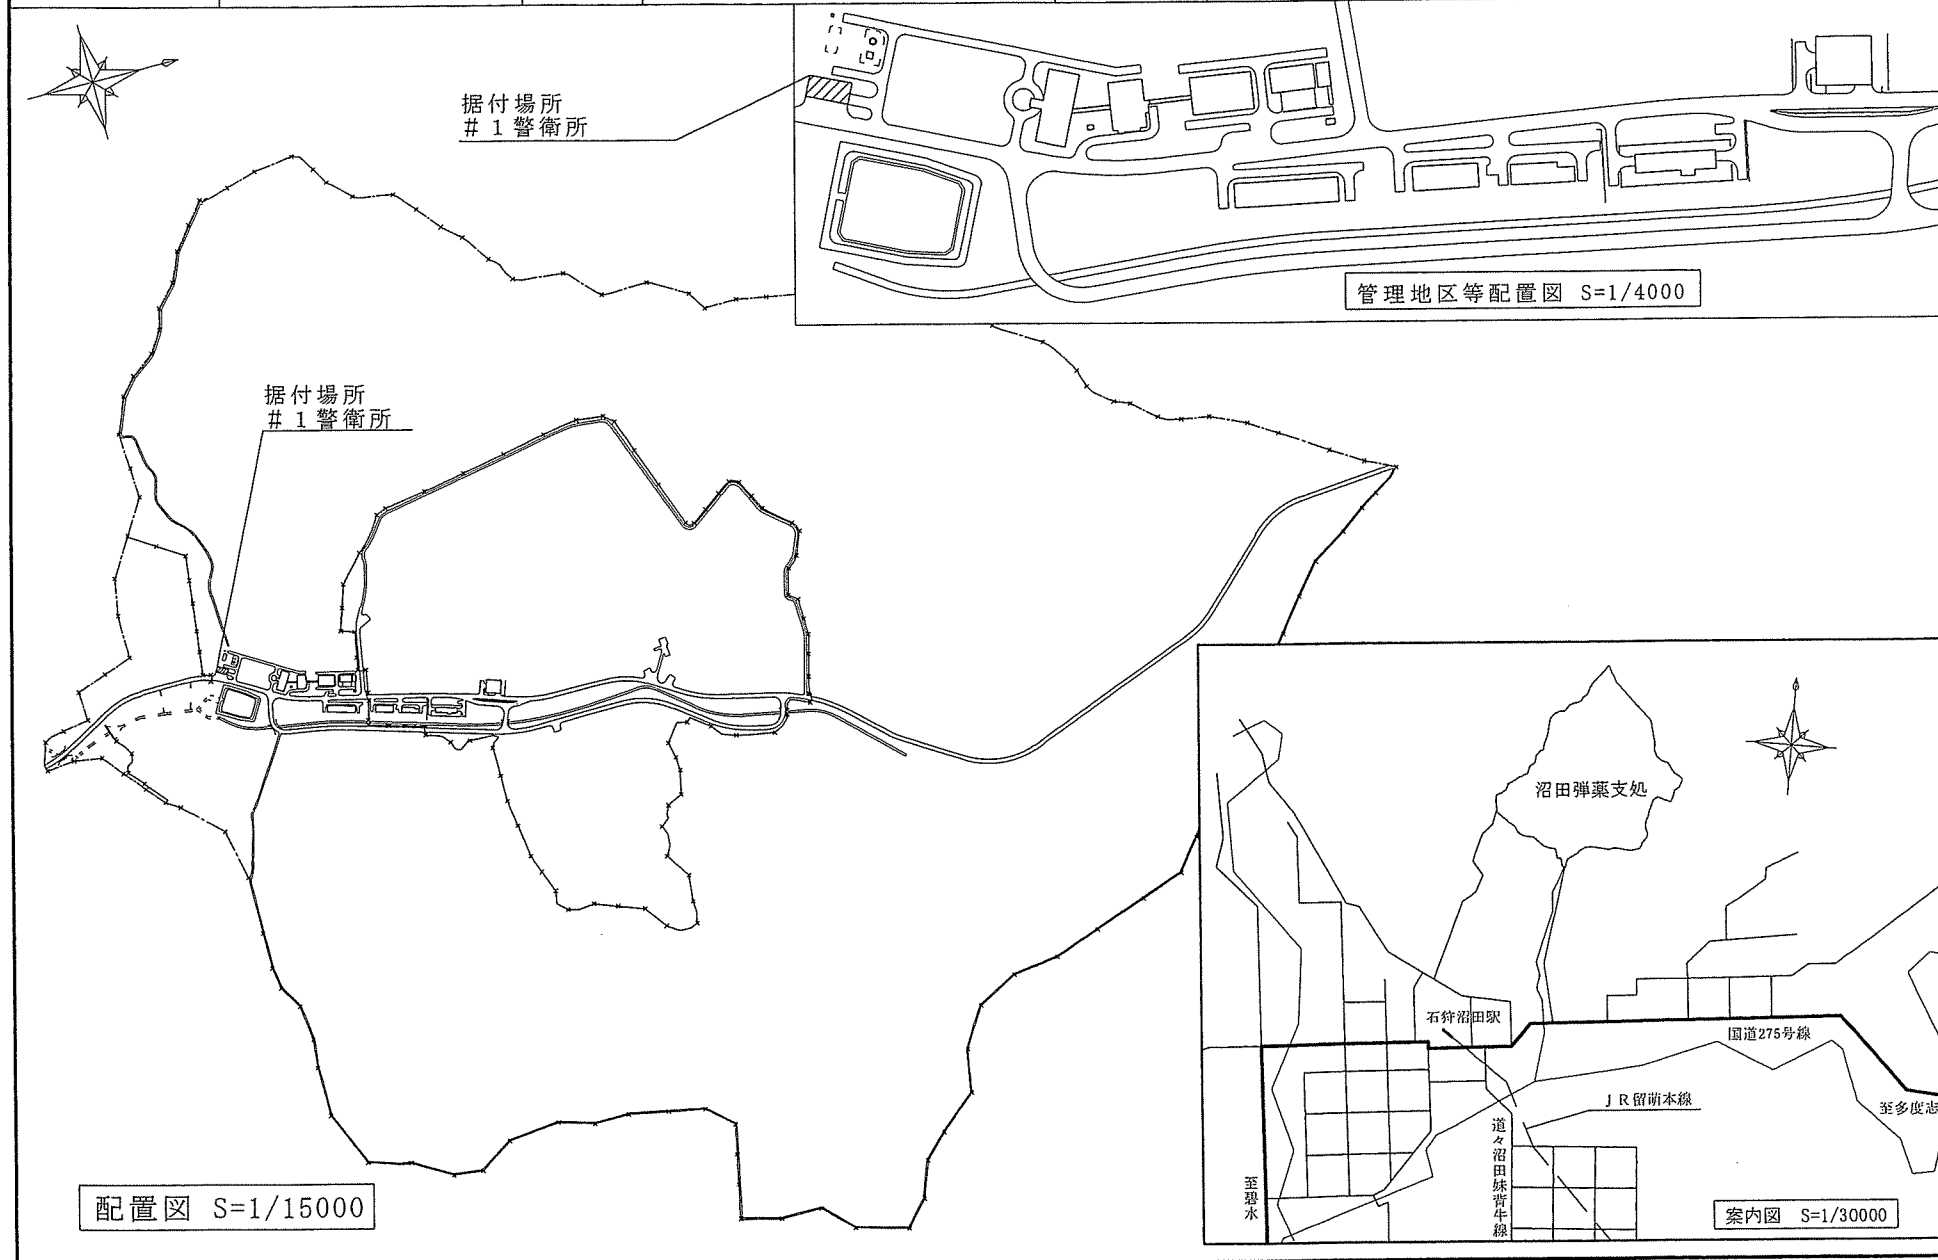 据付場所
＃１警衛所
管理地区等配置図 S=1/4000
据付場所
＃１警衛所
沼田弾薬支処
石狩沼田駅
国道275号線
ＪＲ留萌本線
至多度志
道々沼田妹背牛線
至碧水
配置図 S=1/15000
案内図 S=1/30000